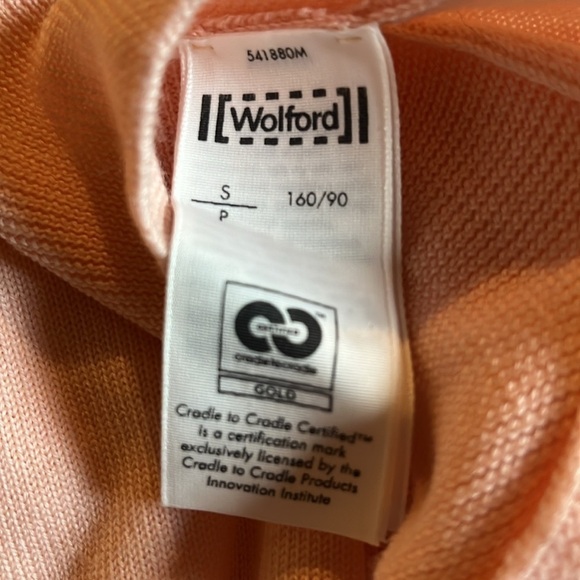 541880M
[Wolford]
S
160/90
P
certified
cradletocradle
TM
GOLD
Cradle to Cradle Certified™
is a certification mark
exclusively licensed by the
Cradle to Cradle Products
Innovation Institute